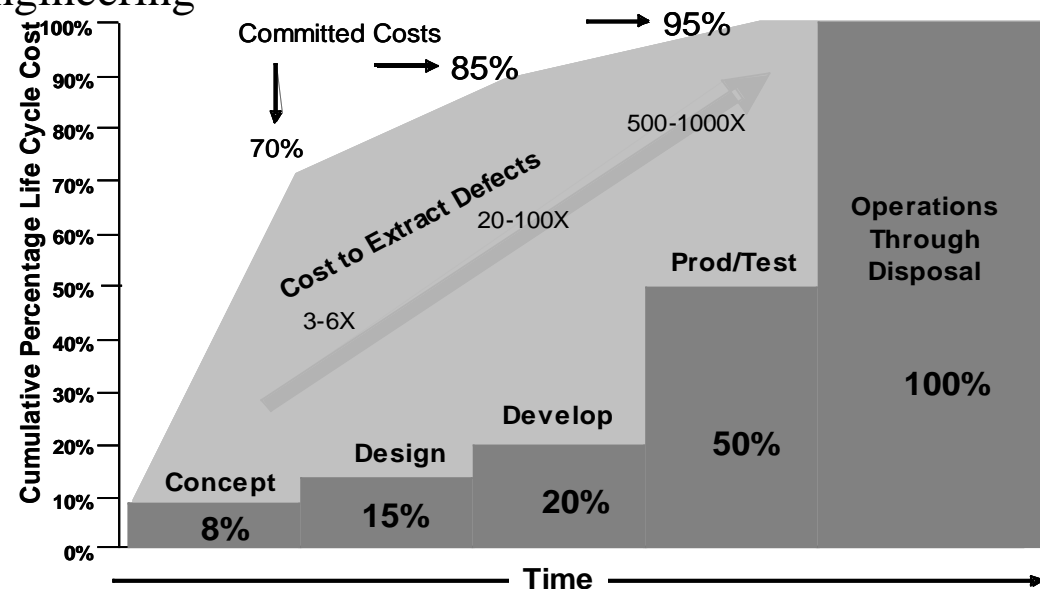 100%
90%
80%
70%
60%
50%
40%
30%
20%
10%
0%
Cumulative Percentage Life Cycle Cost
Committed Costs
70%
85%
95%
Cost to Extract Defects
3-6X
20-100X
500-1000X
Concept
8%
Design
15%
Develop
20%
Prod/Test
50%
Operations
Through
Disposal
100%
Time